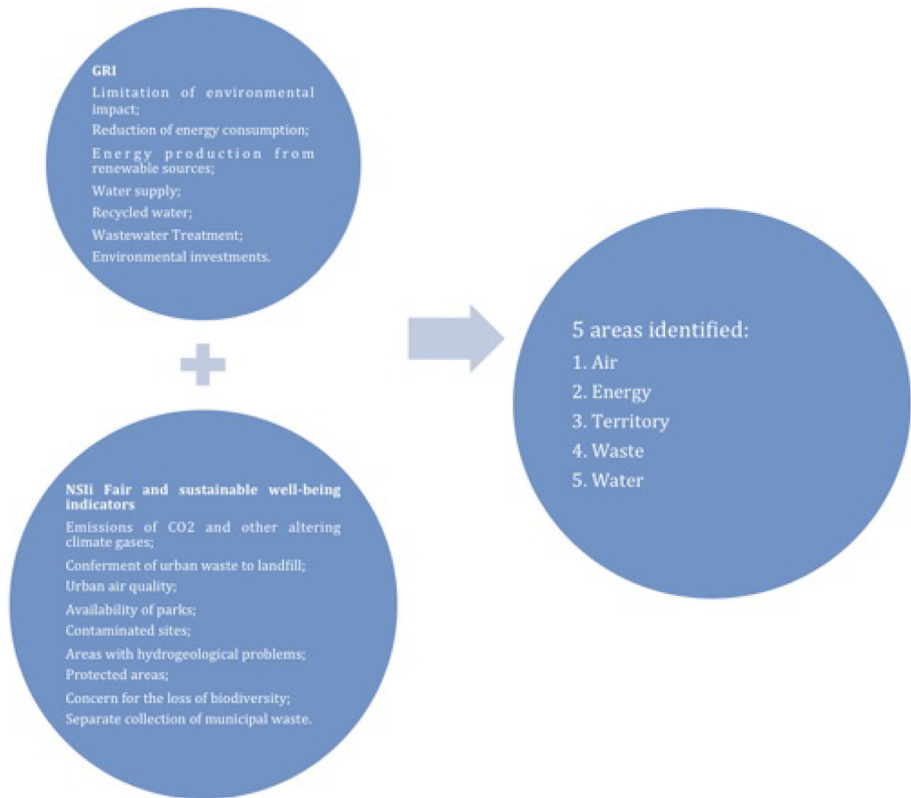 GRI
Limitation of environmental
impact;
Reduction of energy consumption;
Energy production from
renewable sources;
Water supply;
Recycled water;
Wastewater Treatment;
Environmental investments.
NSIi Fair and sustainable well-being
indicators
Emissions of CO2 and other altering
climate gases;
Conferment of urban waste to landfill;
Urban air quality;
Availability of parks;
Contaminated sites;
Areas with hydrogeological problems;
Protected areas;
Concern for the loss of biodiversity;
Separate collection of municipal waste.
5 areas identified:
1. Air
2. Energy
3. Territory
4. Waste
5. Water